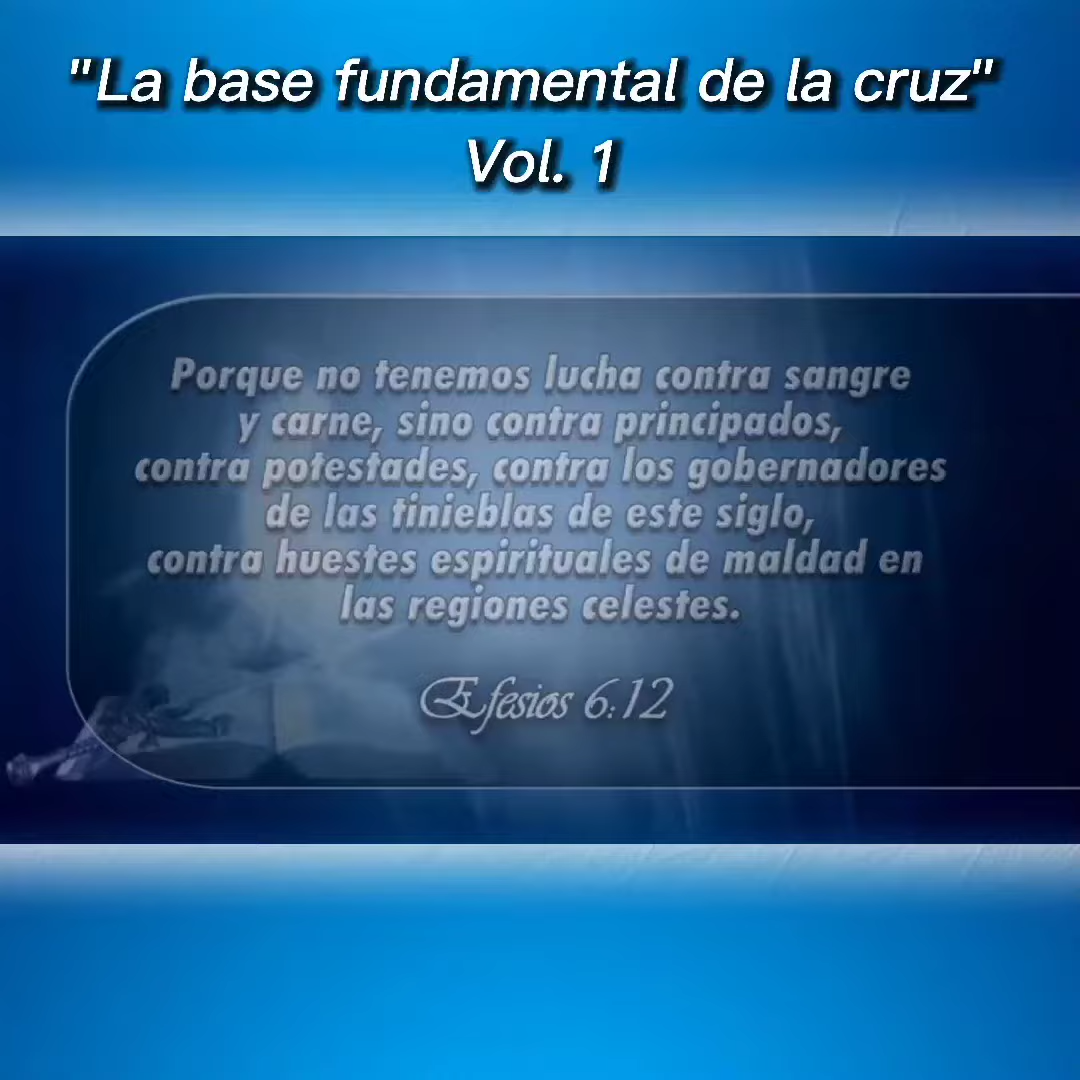 "La base fundamental de la cruz"
Vol. 1
Porque no tenemos lucha contra sangre
y carne, sino contra principados,
contra potestades, contra los gobernadores
de las tinieblas de este siglo,
contra huestes espirituales de maldad en
las regiones celestes.
Efesios 6:12